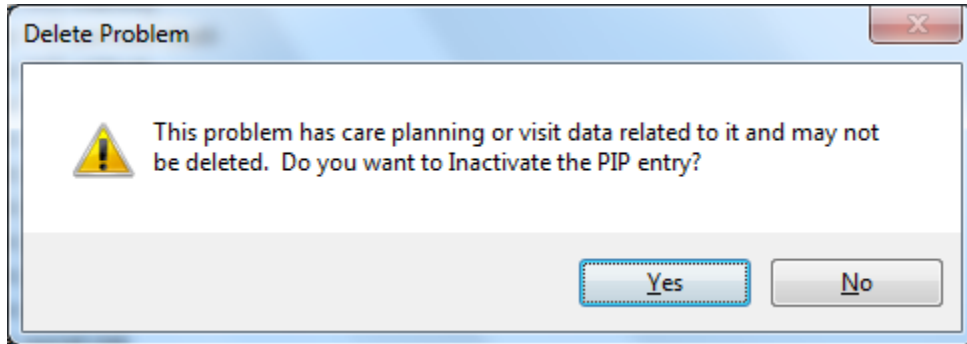 Delete Problem
This problem has care planning or visit data related to it and may not
be deleted.  Do you want to Inactivate the PIP entry?
Yes
No